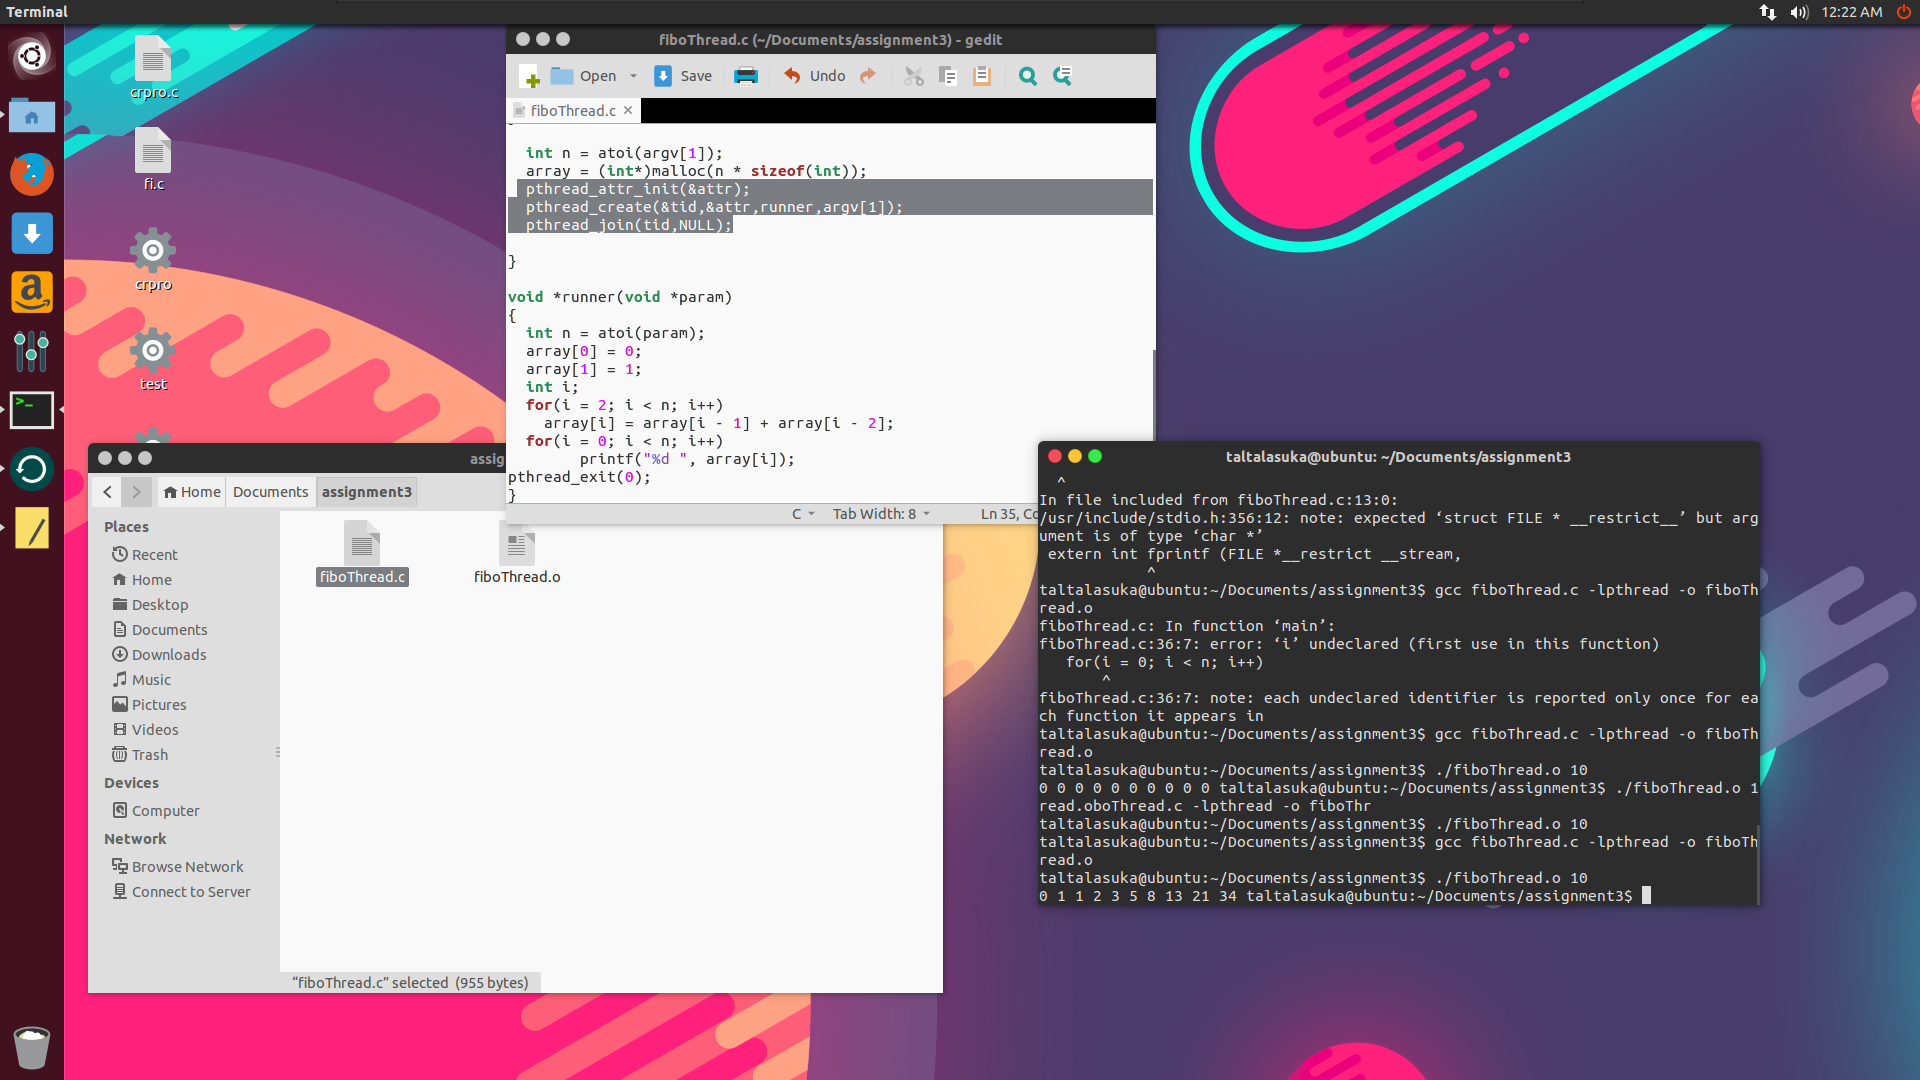 Terminal
12:22 AM
crpro.c
fi.c
crpro
test
fiboThread.c (~/Documents/assignment3) - gedit
Open
Save
Undo
fiboThread.c
int n = atoi(argv[1]);
array = (int*)malloc(n * sizeof(int));
pthread_attr_init(&attr);
pthread_create(&tid,&attr,runner,argv[1]);
pthread_join(tid,NULL);
}
void *runner(void *param)
{
int n = atoi(param);
array[0] = 0;
array[1] = 1;
int i;
for(i = 2; i < n; i++)
array[i] = array[i - 1] + array[i - 2];
for(i = 0; i < n; i++)
printf("%d ", array[i]);
pthread_exit(0);
}
C
Tab Width: 8
Ln 35, Co
assig
Home
Documents
assignment3
Places
Recent
Home
Desktop
Documents
Downloads
Music
Pictures
Videos
Trash
Devices
Computer
Network
Browse Network
Connect to Server
fiboThread.c
fiboThread.o
“fiboThread.c” selected (955 bytes)
taltalasuka@ubuntu: ~/Documents/assignment3
^
In file included from fiboThread.c:13:0:
/usr/include/stdio.h:356:12: note: expected ‘struct FILE * __restrict__’ but arg
ument is of type ‘char *’
extern int fprintf (FILE *__restrict __stream,
^
taltalasuka@ubuntu:~/Documents/assignment3$ gcc fiboThread.c -lpthread -o fiboTh
read.o
fiboThread.c: In function ‘main’:
fiboThread.c:36:7: error: ‘i’ undeclared (first use in this function)
for(i = 0; i < n; i++)
^
fiboThread.c:36:7: note: each undeclared identifier is reported only once for ea
ch function it appears in
taltalasuka@ubuntu:~/Documents/assignment3$ gcc fiboThread.c -lpthread -o fiboTh
read.o
taltalasuka@ubuntu:~/Documents/assignment3$ ./fiboThread.o 10
0 0 0 0 0 0 0 0 0 0 taltalasuka@ubuntu:~/Documents/assignment3$ ./fiboThread.o 1
read.oboThread.c -lpthread -o fiboThr
taltalasuka@ubuntu:~/Documents/assignment3$ ./fiboThread.o 10
taltalasuka@ubuntu:~/Documents/assignment3$ gcc fiboThread.c -lpthread -o fiboTh
read.o
taltalasuka@ubuntu:~/Documents/assignment3$ ./fiboThread.o 10
0 1 1 2 3 5 8 13 21 34 taltalasuka@ubuntu:~/Documents/assignment3$